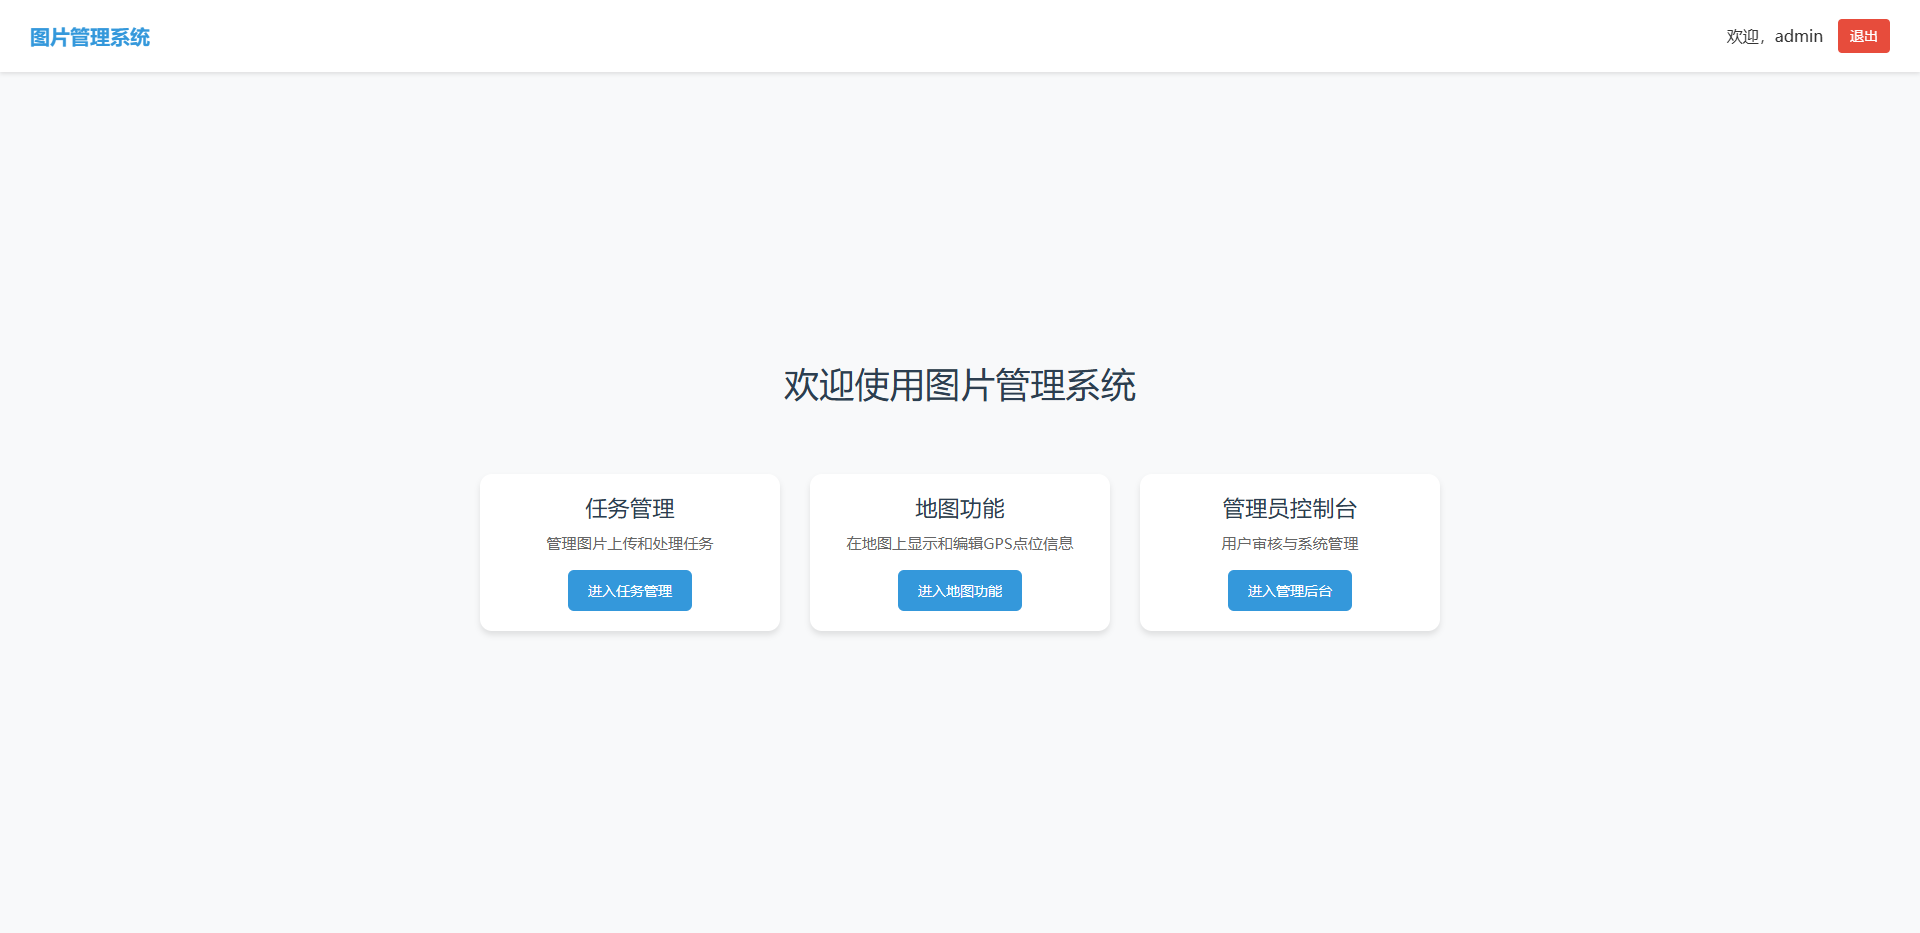 图片管理系统
欢迎，admin
退出
欢迎使用图片管理系统
任务管理
管理图片上传和处理任务
进入任务管理
地图功能
在地图上显示和编辑GPS点位信息
进入地图功能
管理员控制台
用户审核与系统管理
进入管理后台